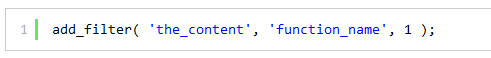 1 add_filter( 'the_content', 'function_name', 1 );